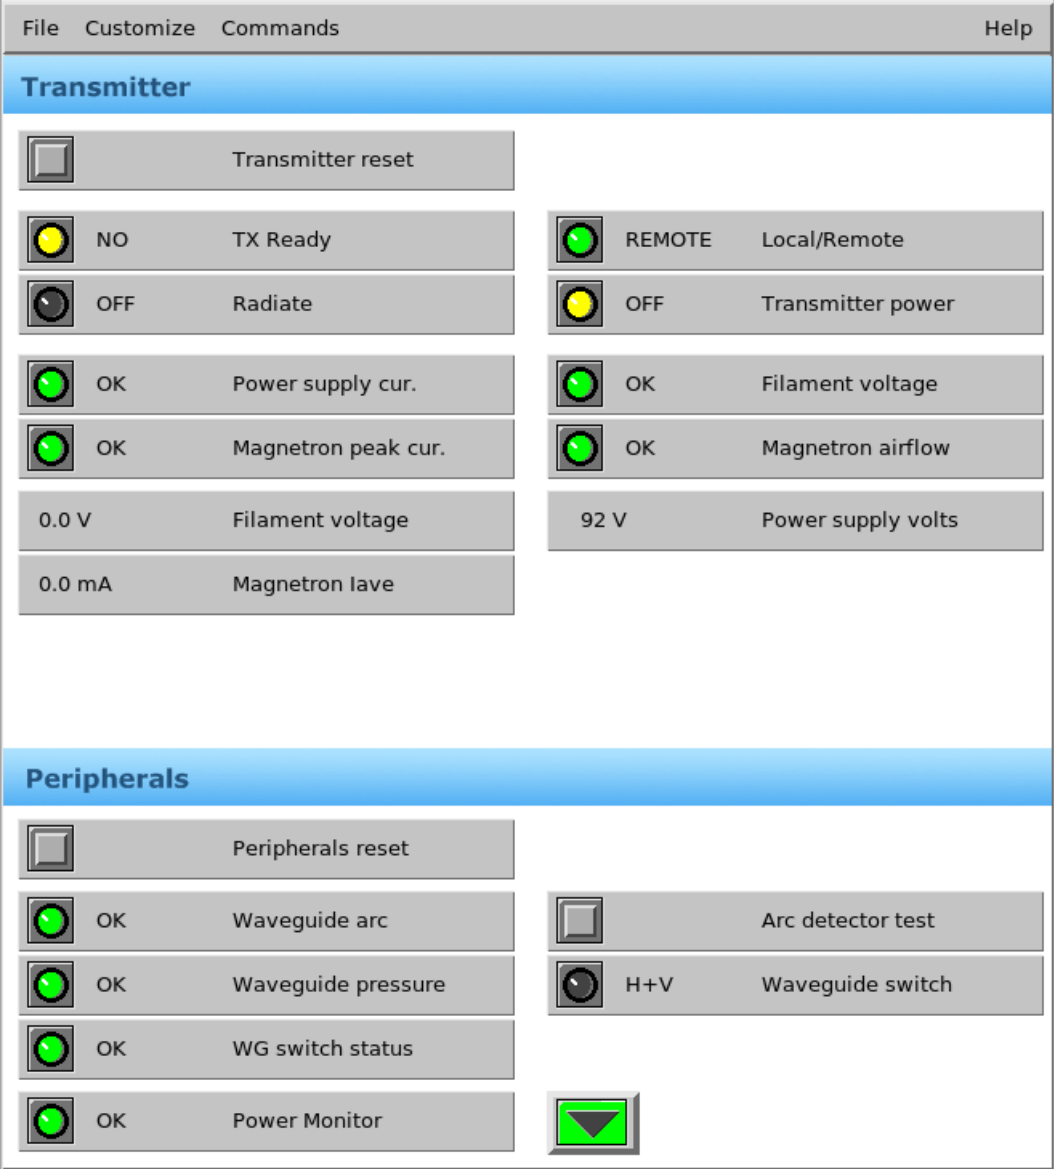 File Customize Commands Help
Transmitter
Transmitter reset
NO TX Ready REMOTE Local/Remote
OFF Radiate OFF Transmitter power
OK Power supply cur. OK Filament voltage
OK Magnetron peak cur. OK Magnetron airflow
0.0 V Filament voltage 92 V Power supply volts
0.0 mA Magnetron Iave
Peripherals
Peripherals reset
OK Waveguide arc Arc detector test
OK Waveguide pressure H+V Waveguide switch
OK WG switch status
OK Power Monitor